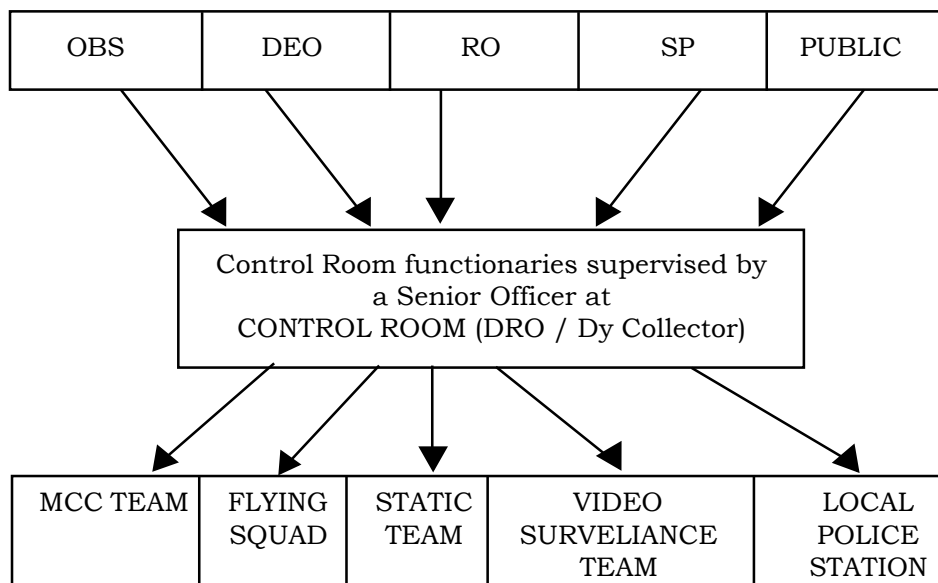 OBS DEO RO SP PUBLIC
Control Room functionaries supervised by
a Senior Officer at
CONTROL ROOM (DRO / Dy Collector)
MCC TEAM
FLYING
SQUAD
STATIC
TEAM
VIDEO
SURVELIANCE
TEAM
LOCAL
POLICE
STATION